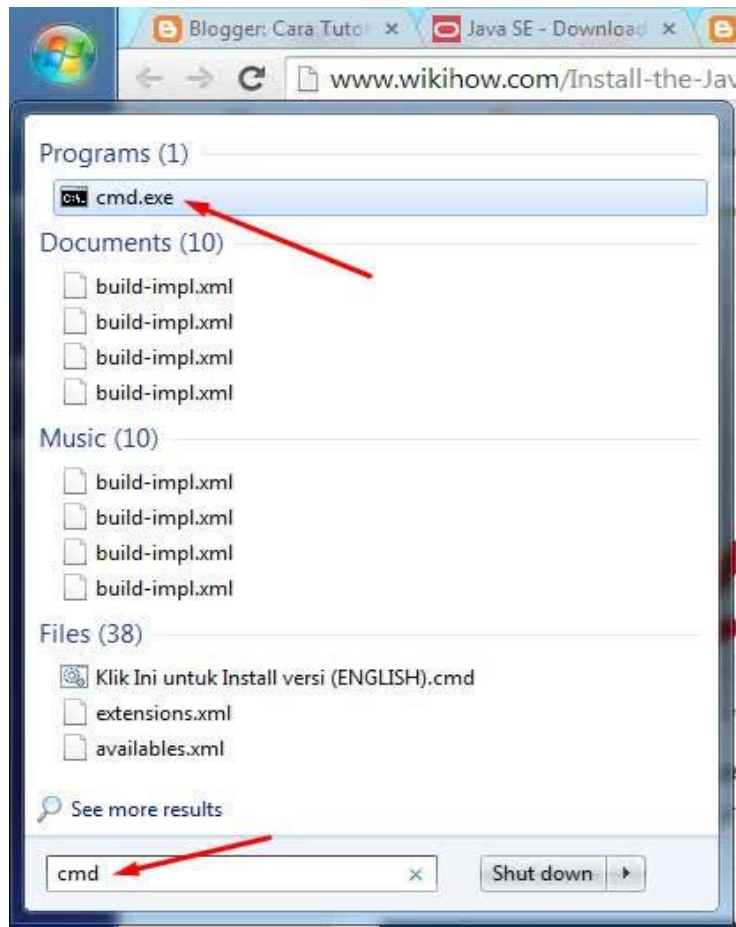 Blogger: Cara Tuto
Java SE - Download
www.wikihow.com/Install-the-Jav
Programs (1)
cmd.exe
Documents (10)
build-impl.xml
build-impl.xml
build-impl.xml
build-impl.xml
Music (10)
build-impl.xml
build-impl.xml
build-impl.xml
build-impl.xml
Files (38)
Klik Ini untuk Install versi (ENGLISH).cmd
extensions.xml
availables.xml
See more results
cmd
Shut down